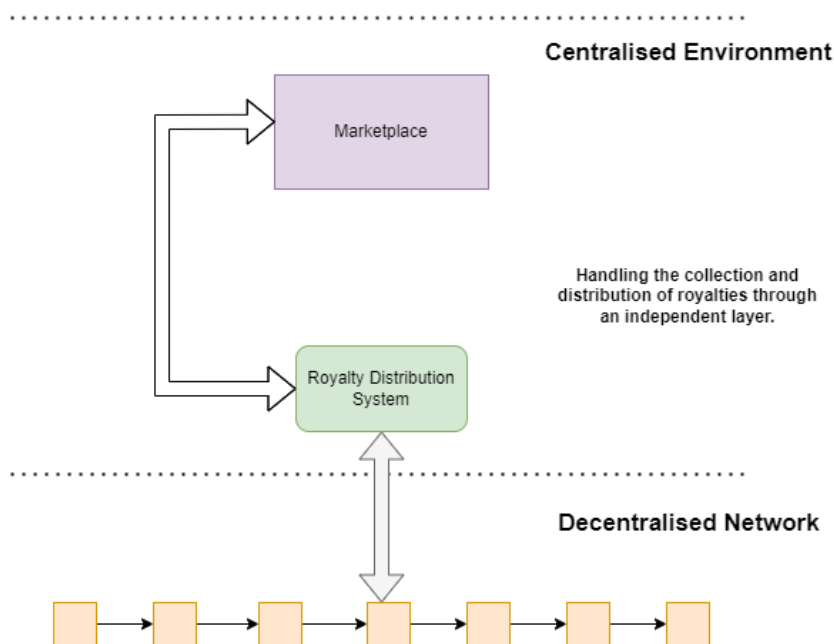 Centralised Environment
Marketplace
Handling the collection and
distribution of royalties through
an independent layer.
Royalty Distribution
System
Decentralised Network